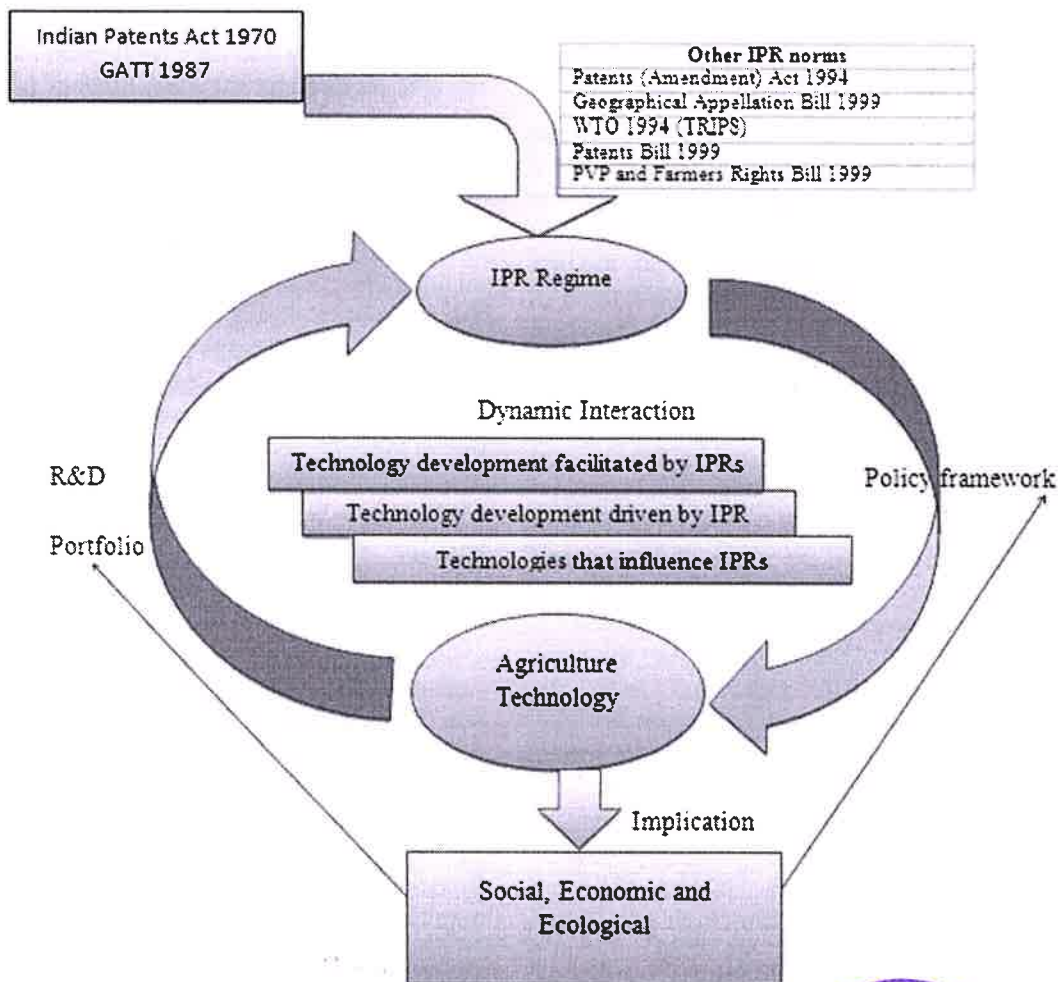 Indian Patents Act 1970
GATT 1987
Other IPR norms
Patents (Amendment) Act 1994
Geographical Appellation Bill 1999
WTO 1994 (TRIPS)
Patents Bill 1999
PVP and Farmers Rights Bill 1999
IPR Regime
Dynamic Interaction
Technology development facilitated by IPRs
Technology development driven by IPR
Technologies that influence IPRs
R&D
Portfolio
Policy framework
Agriculture
Technology
Implication
Social, Economic and
Ecological